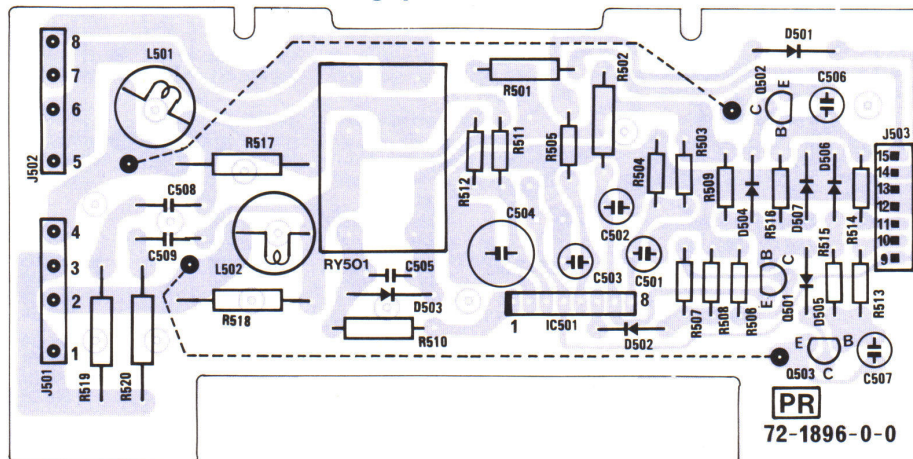 8
7
6
5
J502
L501
R517
C508
C509
L502
R518
4
3
2
1
J501
R519
R520
RY501
C505
D503
R510
R501
R502
R512
R511
R505
C504
C502
C503
C501
1
IC501
8
D502
R504
R503
R509
D504
R516
D507
D506
R515
R514
D501
Q502
C
E
B
C506
J503
15
14
13
12
11
10
9
R507
R508
R506
B
C
E
Q501
D505
R513
E
B
C
Q503
C507
PR
72-1896-0-0